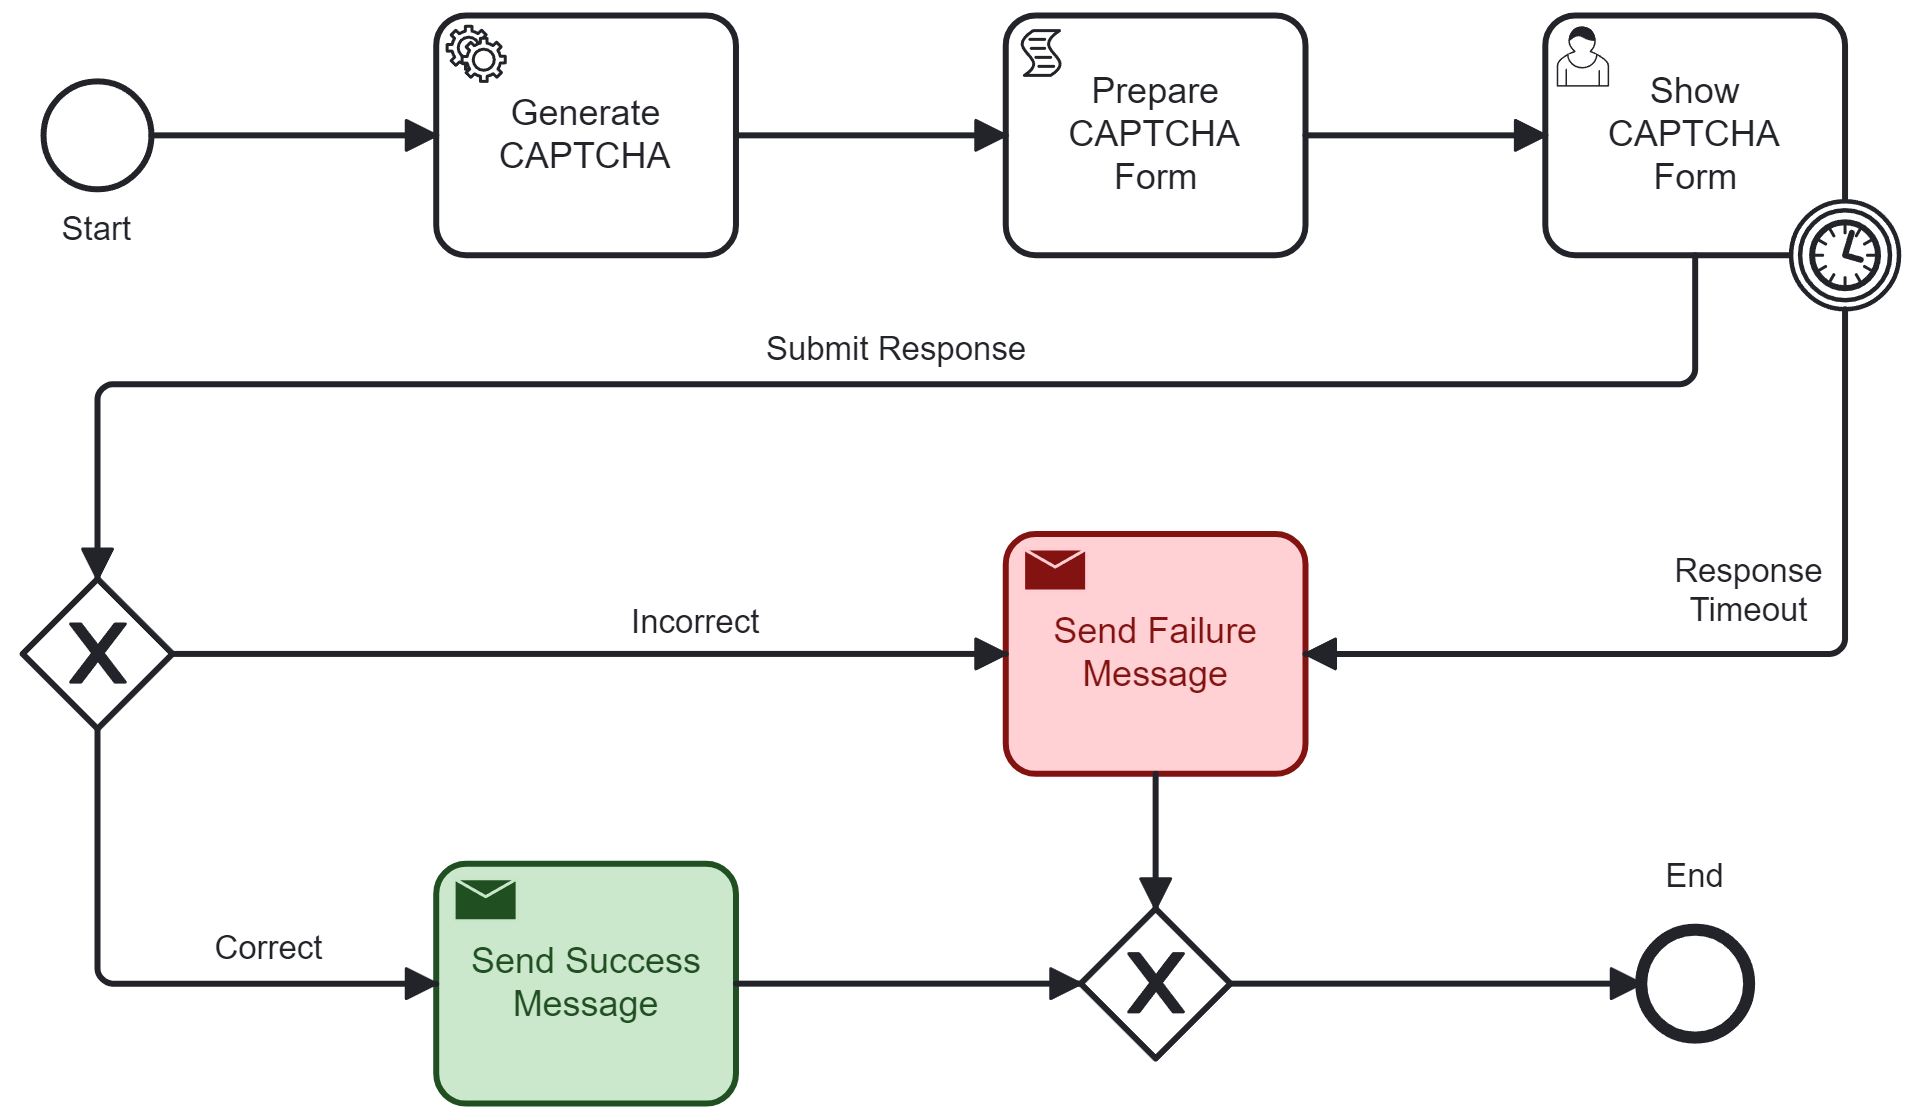 Generate
CAPTCHA
Prepare
CAPTCHA
Form
Show
CAPTCHA
Form
Start
Submit Response
Response
Timeout
Incorrect
Send Failure
Message
End
Correct
Send Success
Message